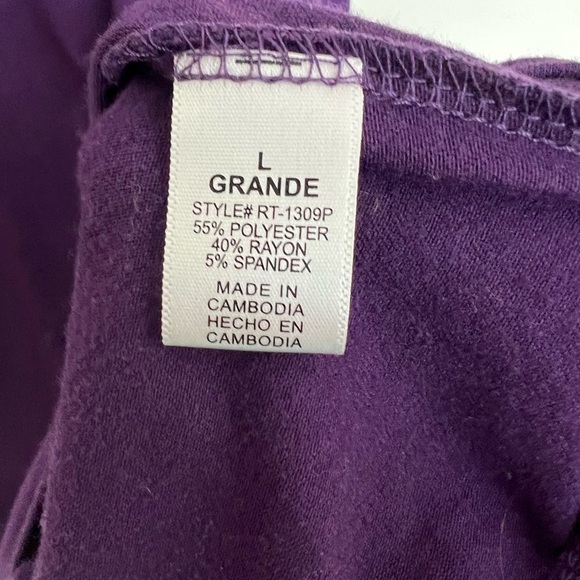 L
GRANDE
STYLE# RT-1309P
55% POLYESTER
40% RAYON
5% SPANDEX
MADE IN
CAMBODIA
HECHO EN
CAMBODIA